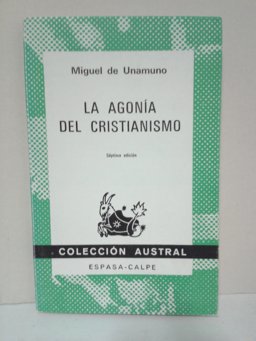 Miguel de Unamuno
LA AGONÍA
DEL CRISTIANISMO
Séptima edición
COLECCIÓN AUSTRAL
ESPASA-CALPE